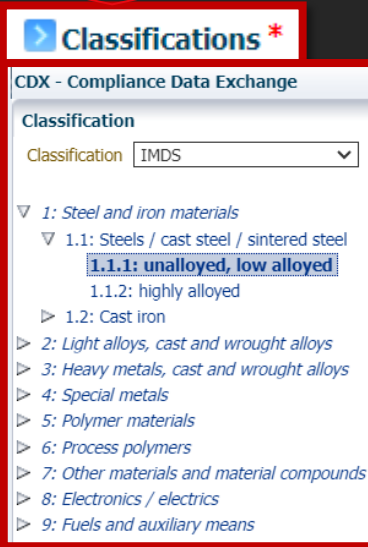 Classifications *
CDX - Compliance Data Exchange
Classification
Classification IMDS
1: Steel and iron materials
1.1: Steels / cast steel / sintered steel
1.1.1: unalloyed, low alloyed
1.1.2: highly alloyed
1.2: Cast iron
2: Light alloys, cast and wrought alloys
3: Heavy metals, cast and wrought alloys
4: Special metals
5: Polymer materials
6: Process polymers
7: Other materials and material compounds
8: Electronics / electrics
9: Fuels and auxiliary means